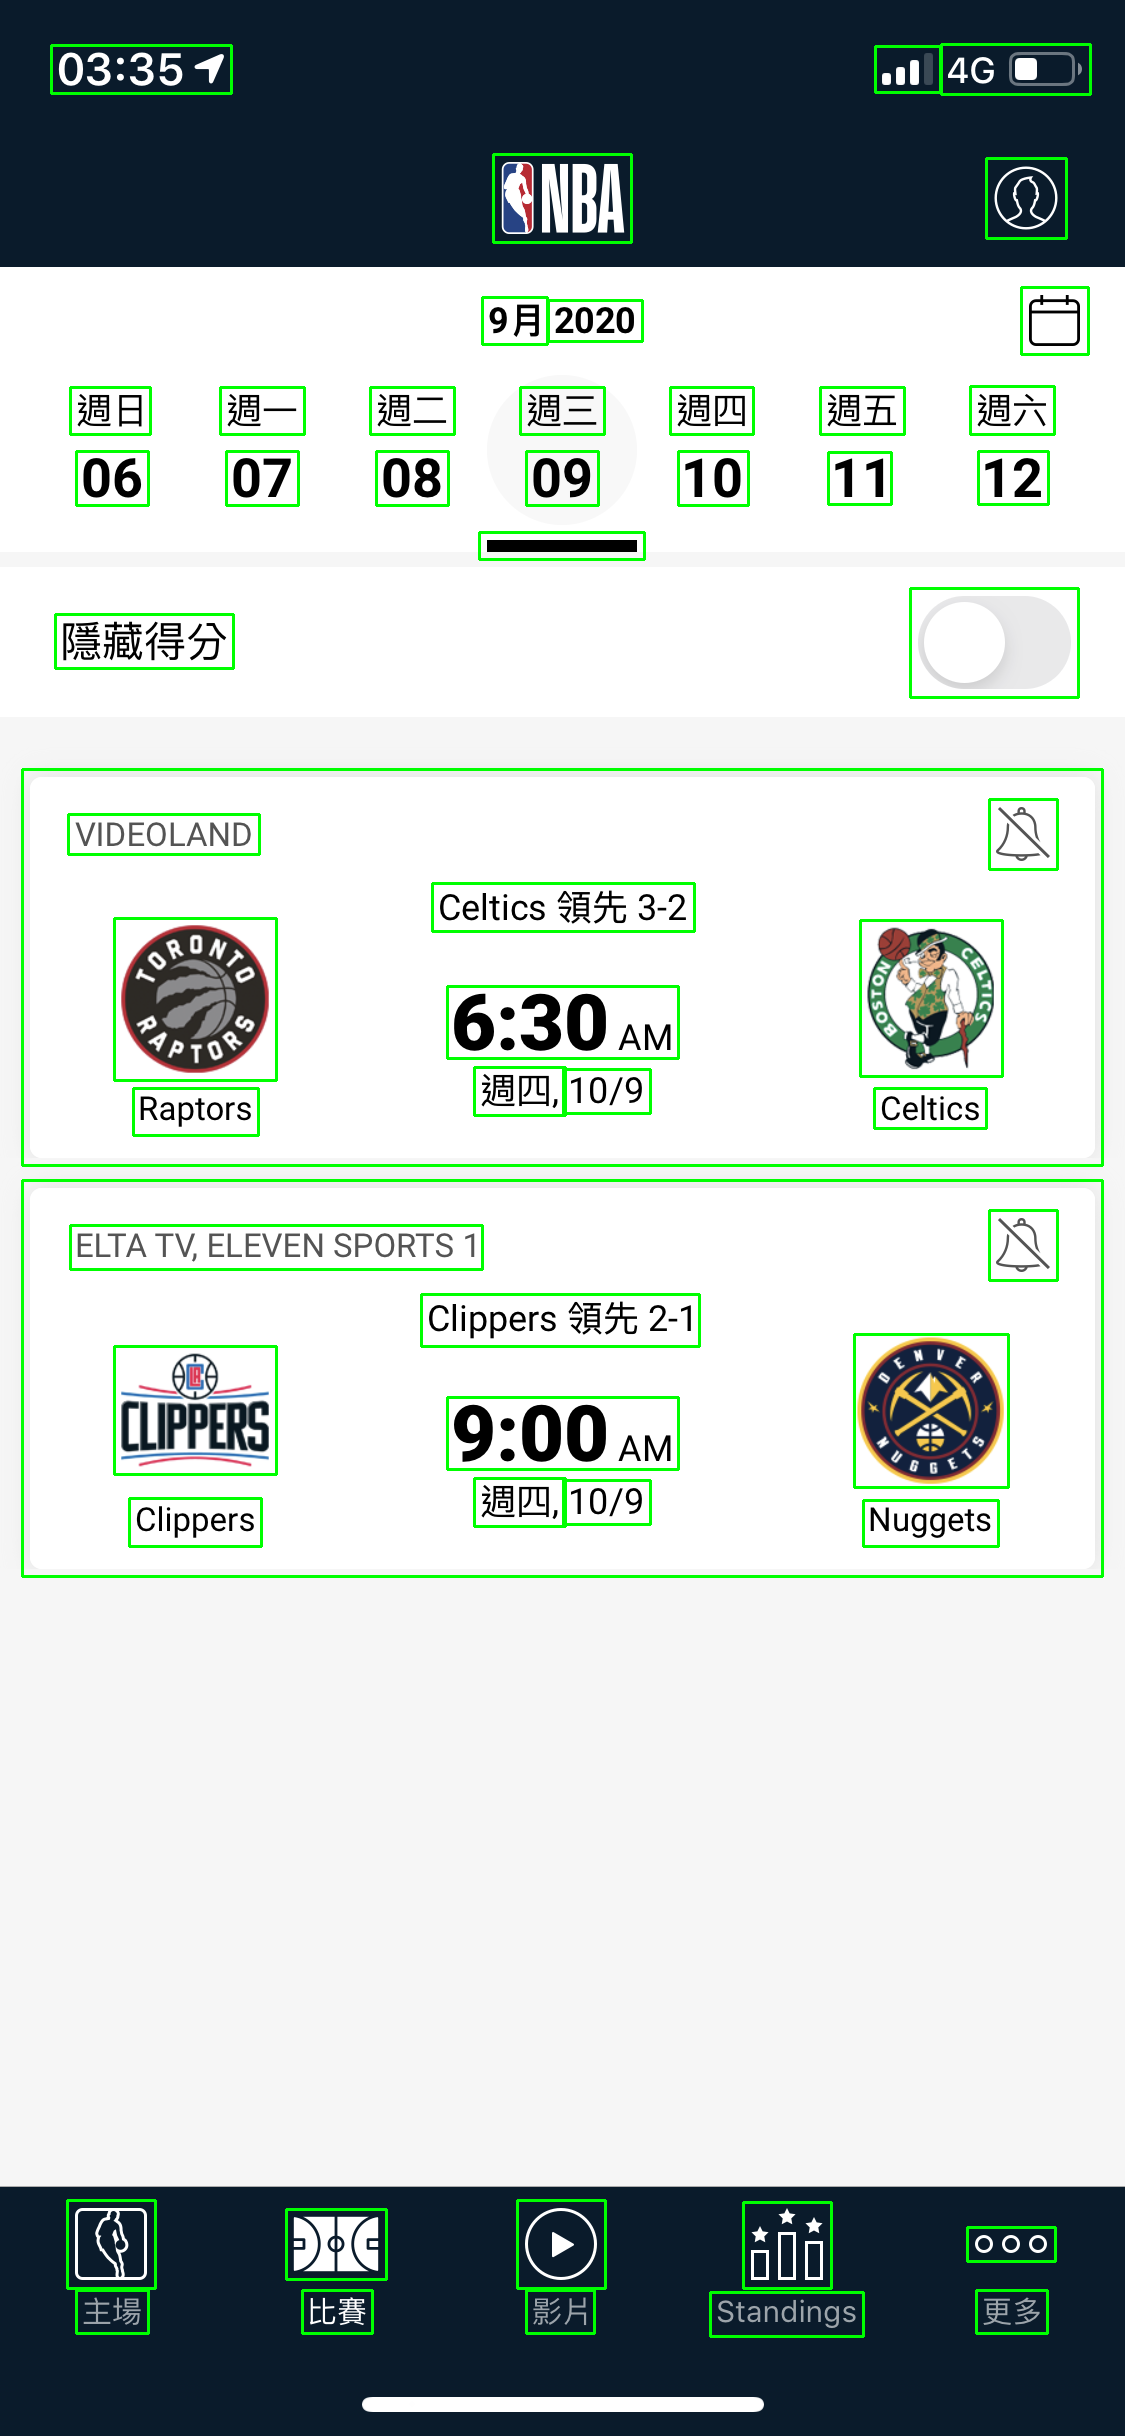 03:35 4G
NBA
9月 2020
週日 週一 週二 週三 週四 週五 週六
06 07 08 09 10 11 12
隱藏得分
VIDEOLAND
Celtics 領先 3-2
TORONTO RAPTORS
BOSTON CELTICS
6:30 AM
週四, 10/9
Raptors Celtics
ELTA TV, ELEVEN SPORTS 1
Clippers 領先 2-1
LA CLIPPERS
DENVER NUGGETS
9:00 AM
週四, 10/9
Clippers Nuggets
主場 比賽 影片 Standings 更多